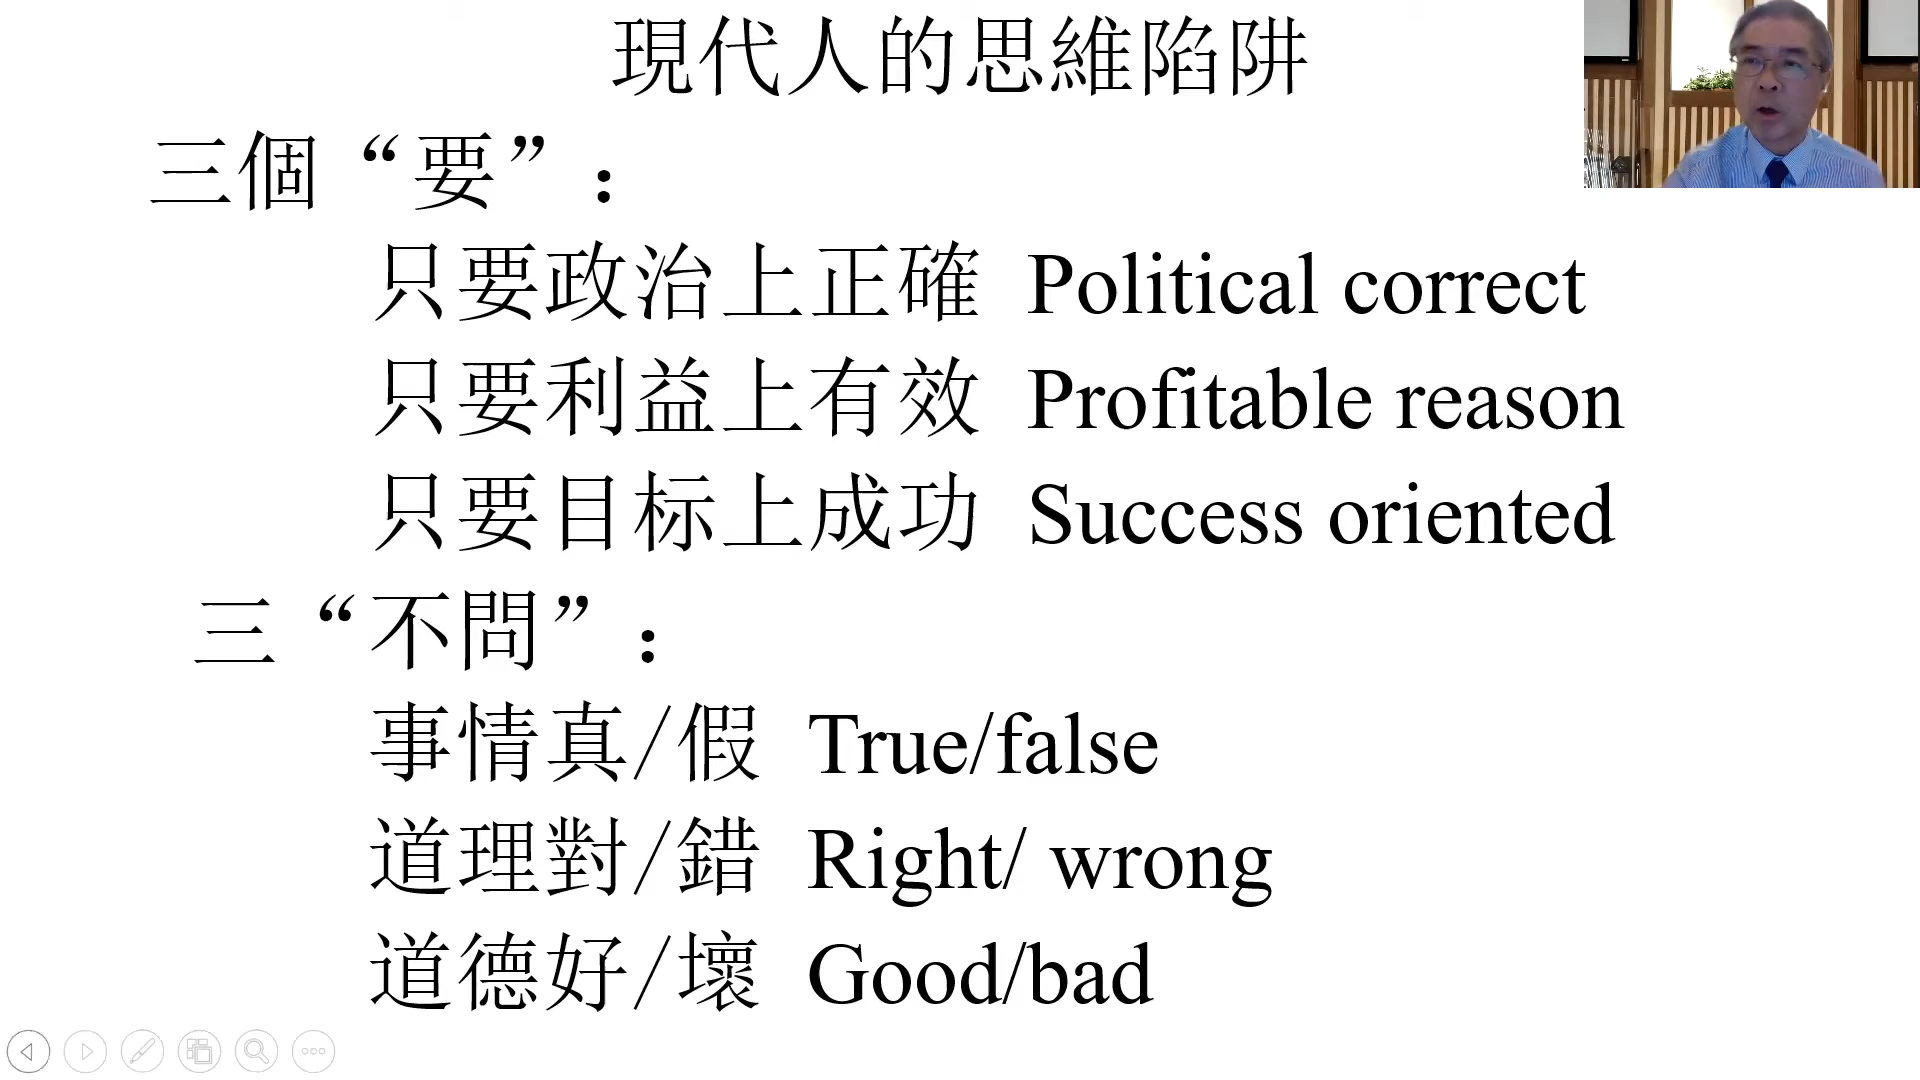 現代人的思維陷阱
三個“要”：
只要政治上正確 Political correct
只要利益上有效 Profitable reason
只要目标上成功 Success oriented
三“不問”：
事情真/假 True/false
道理對/錯 Right/ wrong
道德好/壞 Good/bad